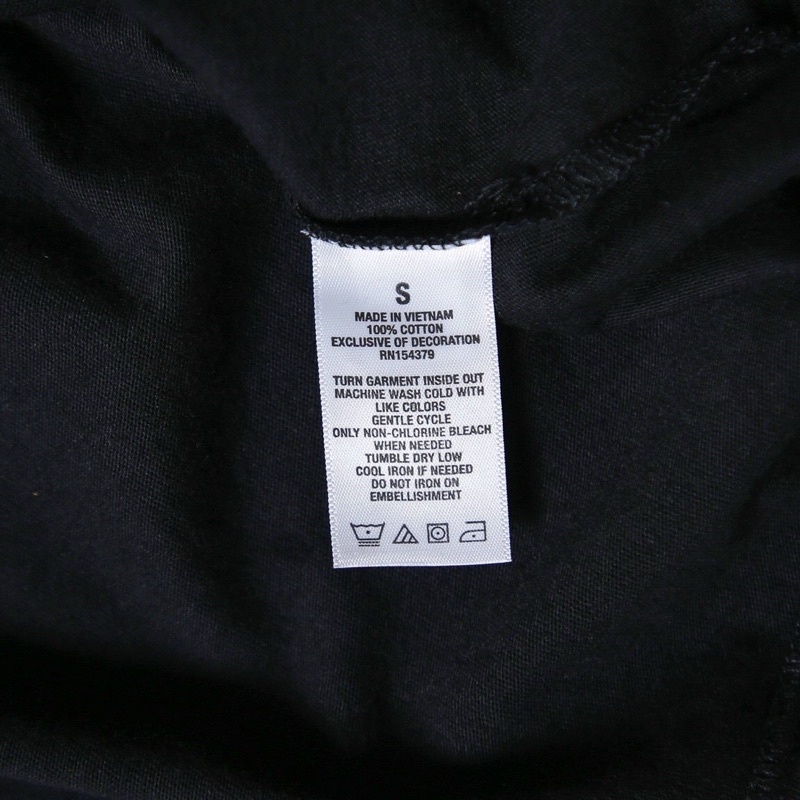 S
MADE IN VIETNAM
100% COTTON
EXCLUSIVE OF DECORATION
RN154379
TURN GARMENT INSIDE OUT
MACHINE WASH COLD WITH
LIKE COLORS
GENTLE CYCLE
ONLY NON-CHLORINE BLEACH
WHEN NEEDED
TUMBLE DRY LOW
COOL IRON IF NEEDED
DO NOT IRON ON
EMBELLISHMENT